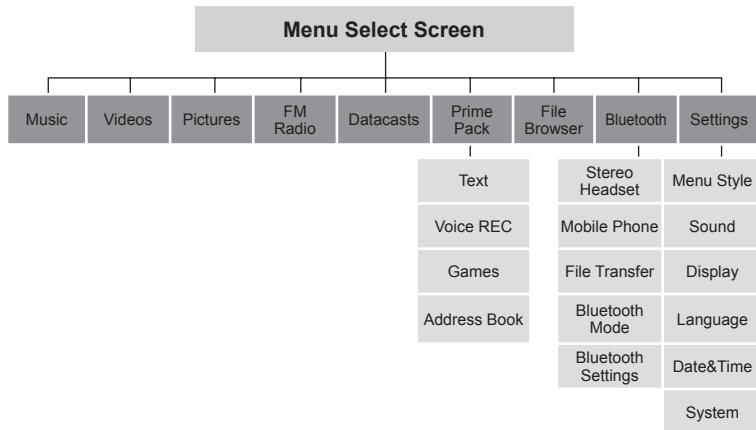 Menu Select Screen
Music
Videos
Pictures
FM
Radio
Datacasts
Prime
Pack
File
Browser
Bluetooth
Settings
Text
Voice REC
Games
Address Book
Stereo
Headset
Mobile Phone
File Transfer
Bluetooth
Mode
Bluetooth
Settings
Menu Style
Sound
Display
Language
Date&Time
System